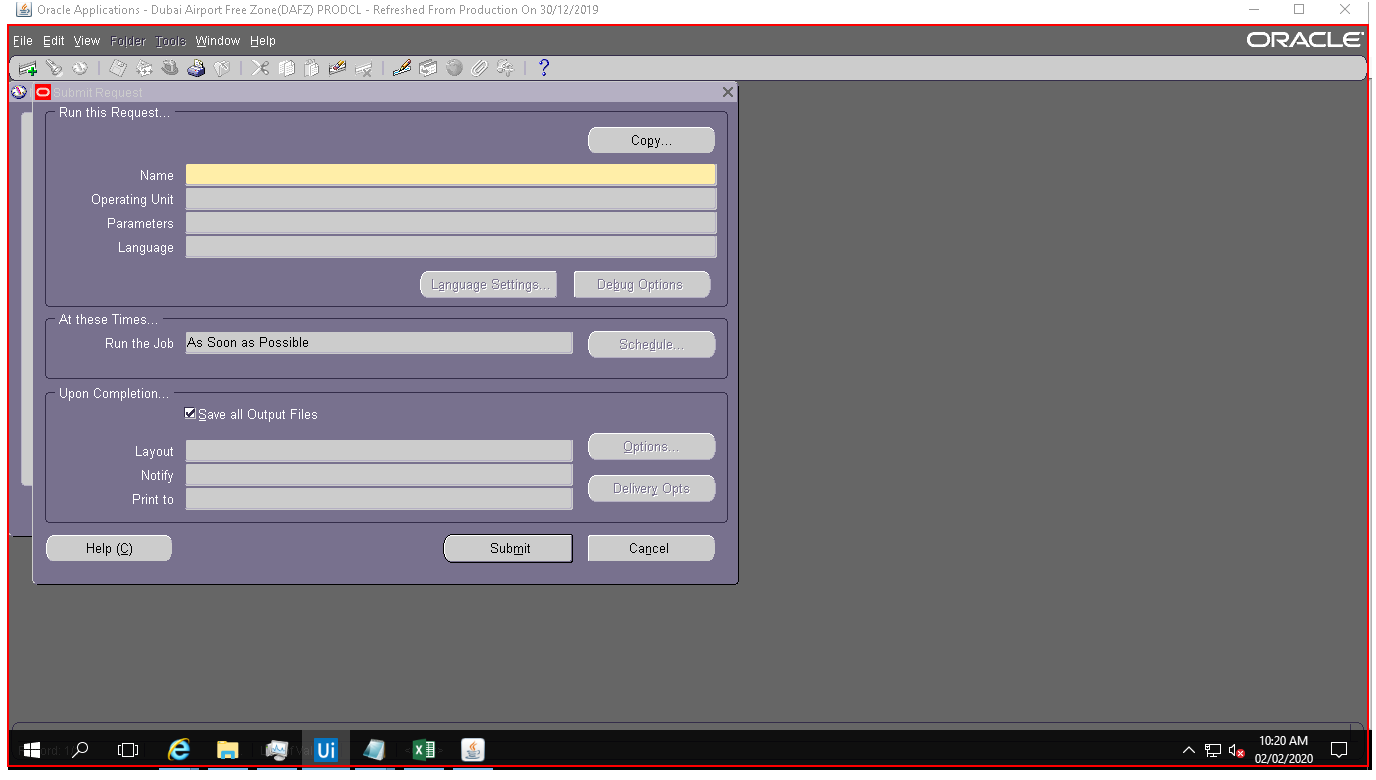 Oracle Applications - Dubai Airport Free Zone(DAFZ) PRODCL - Refreshed From Production On 30/12/2019
File Edit View Folder Tools Window Help
ORACLE
Submit Request
Run this Request...
Copy...
Name
Operating Unit
Parameters
Language
Language Settings...
Debug Options
At these Times...
Run the Job
As Soon as Possible
Schedule...
Upon Completion...
Save all Output Files
Layout
Options...
Notify
Delivery Opts
Print to
Help (C)
Submit
Cancel
Ui
10:20 AM
02/02/2020